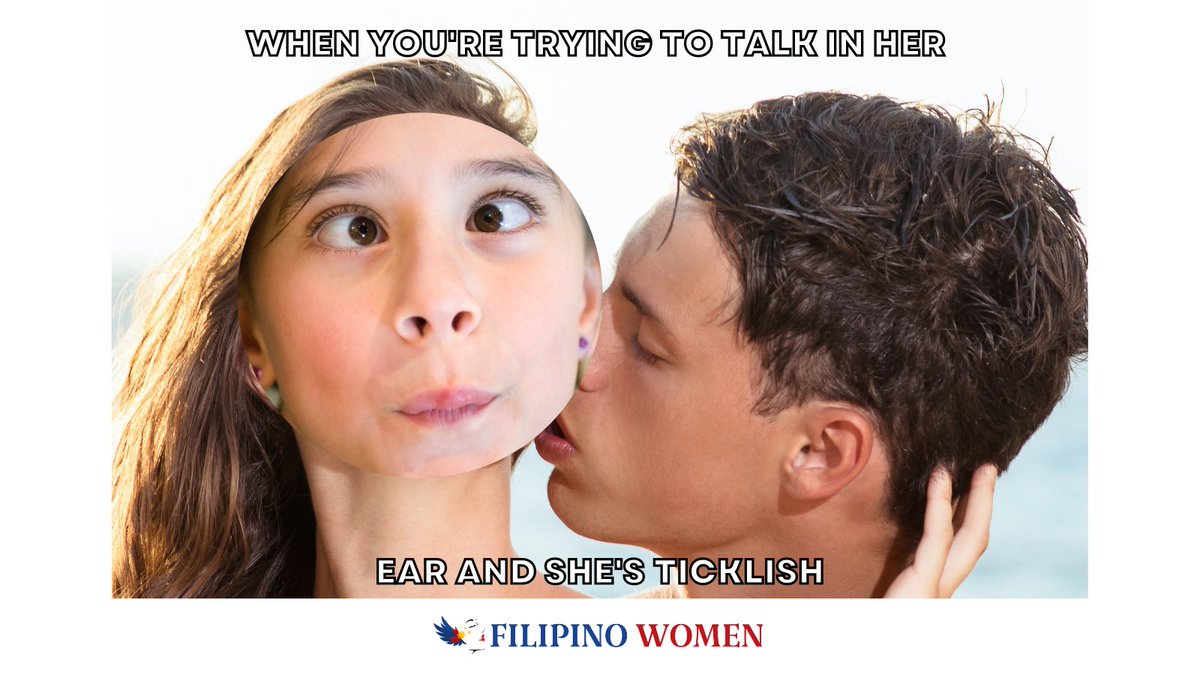 WHEN YOU'RE TRYING TO TALK IN HER
EAR AND SHE'S TICKLISH
FILIPINO WOMEN